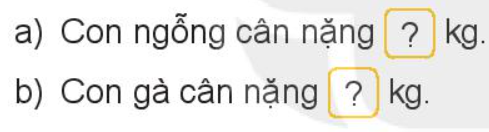 a) Con ngỗng cân nặng ? kg.
b) Con gà cân nặng ? kg.